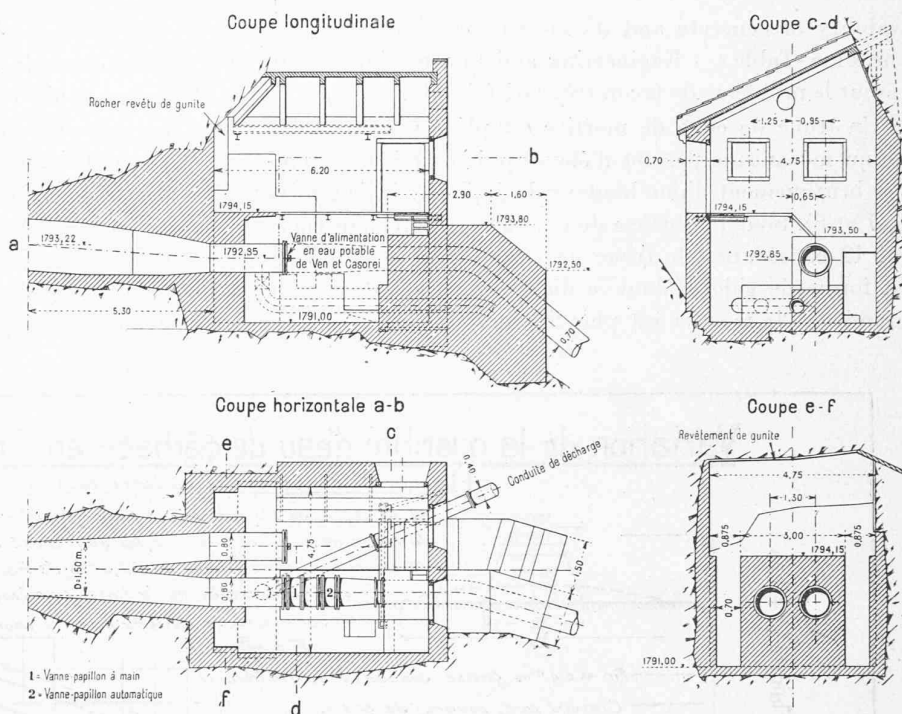 Coupe longitudinale
Coupe c-d
Rocher revêtu de gunite
6.20
b
2.90
1,60
1794,15
1793,80
a
1793,22
1792,95
Vanne d'alimentation
en eau potable
de Ven et Casorei
1792,50
5.30
1791,00
0,70
1,25
0,95
0,70
4,75
0,65
1794,15
1793,50
1792,85
Coupe horizontale a-b
Coupe e-f
e
c
40
Conduite de décharge
4,75
0,80
D=1,50m
0,80
1
2
1,50
1 = Vanne-papillon à main
2 = Vanne-papillon automatique
f
d
Revêtement de gunite
4,75
1,30
0,875
3,00
0,875
1794,15
0,70
1791,00